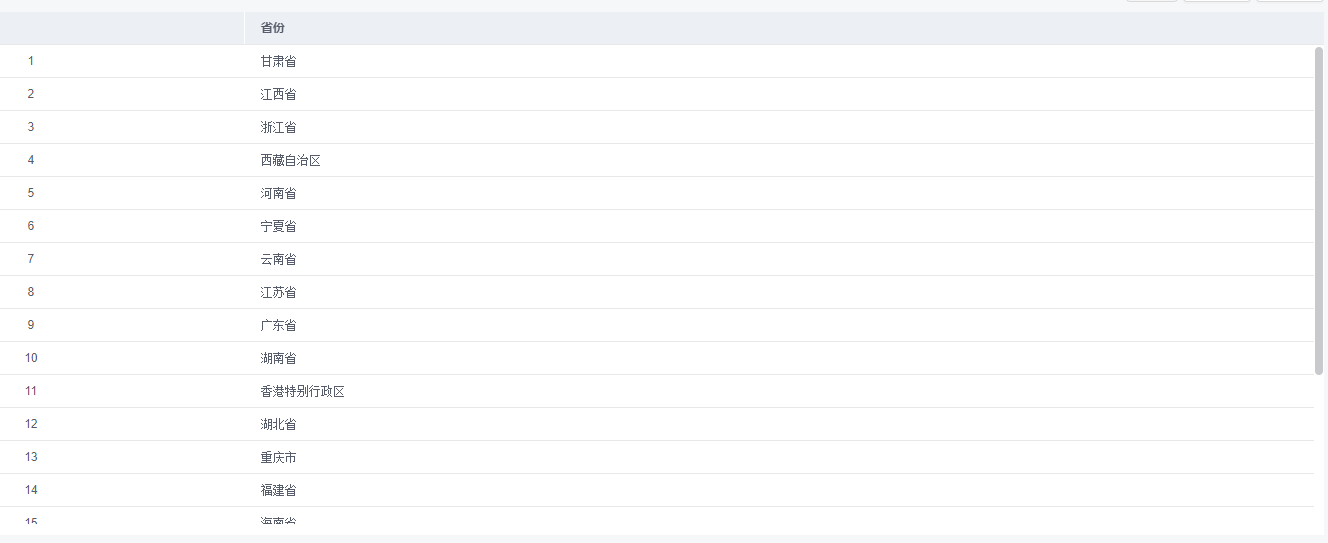 省份
1 甘肃省
2 江西省
3 浙江省
4 西藏自治区
5 河南省
6 宁夏省
7 云南省
8 江苏省
9 广东省
10 湖南省
11 香港特别行政区
12 湖北省
13 重庆市
14 福建省
15 海南省